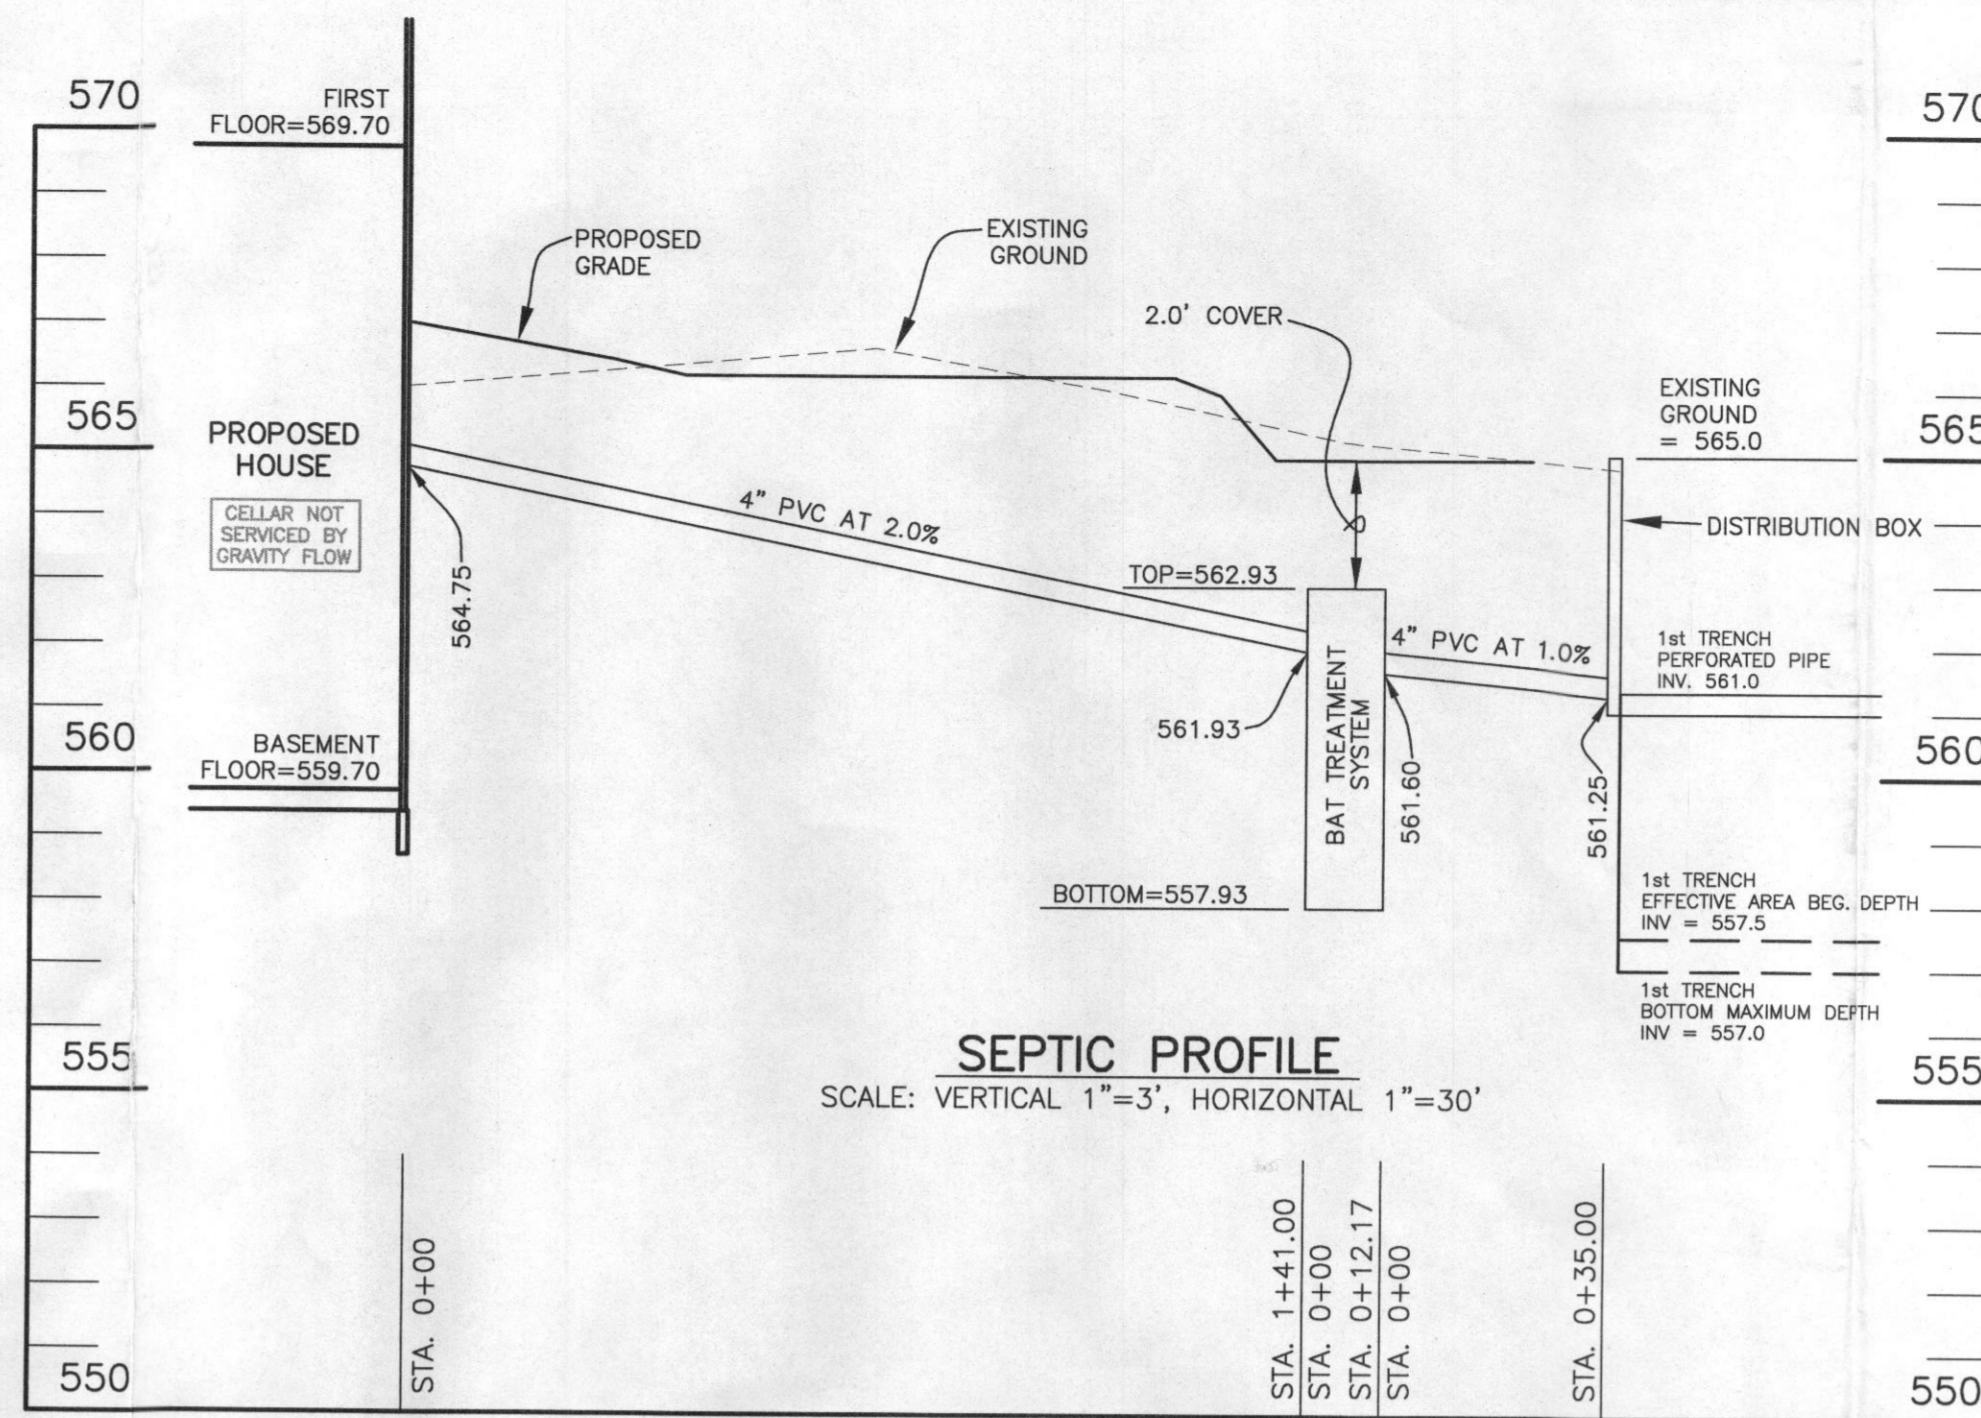 570
FIRST
FLOOR=569.70
570
PROPOSED
GRADE
EXISTING
GROUND
2.0' COVER
565
PROPOSED
HOUSE
CELLAR NOT
SERVICED BY
GRAVITY FLOW
564.75
4" PVC AT 2.0%
EXISTING
GROUND
= 565.0
565
DISTRIBUTION BOX
TOP=562.93
4" PVC AT 1.0%
1st TRENCH
PERFORATED PIPE
INV. 561.0
561.93
BAT TREATMENT
SYSTEM
561.60
561.25
560
BASEMENT
FLOOR=559.70
560
BOTTOM=557.93
1st TRENCH
EFFECTIVE AREA BEG. DEPTH
INV = 557.5
1st TRENCH
BOTTOM MAXIMUM DEPTH
INV = 557.0
555
SEPTIC PROFILE
SCALE: VERTICAL 1"=3', HORIZONTAL 1"=30'
555
STA. 0+00
STA. 1+41.00
STA. 0+00
STA. 0+12.17
STA. 0+00
STA. 0+35.00
550
550